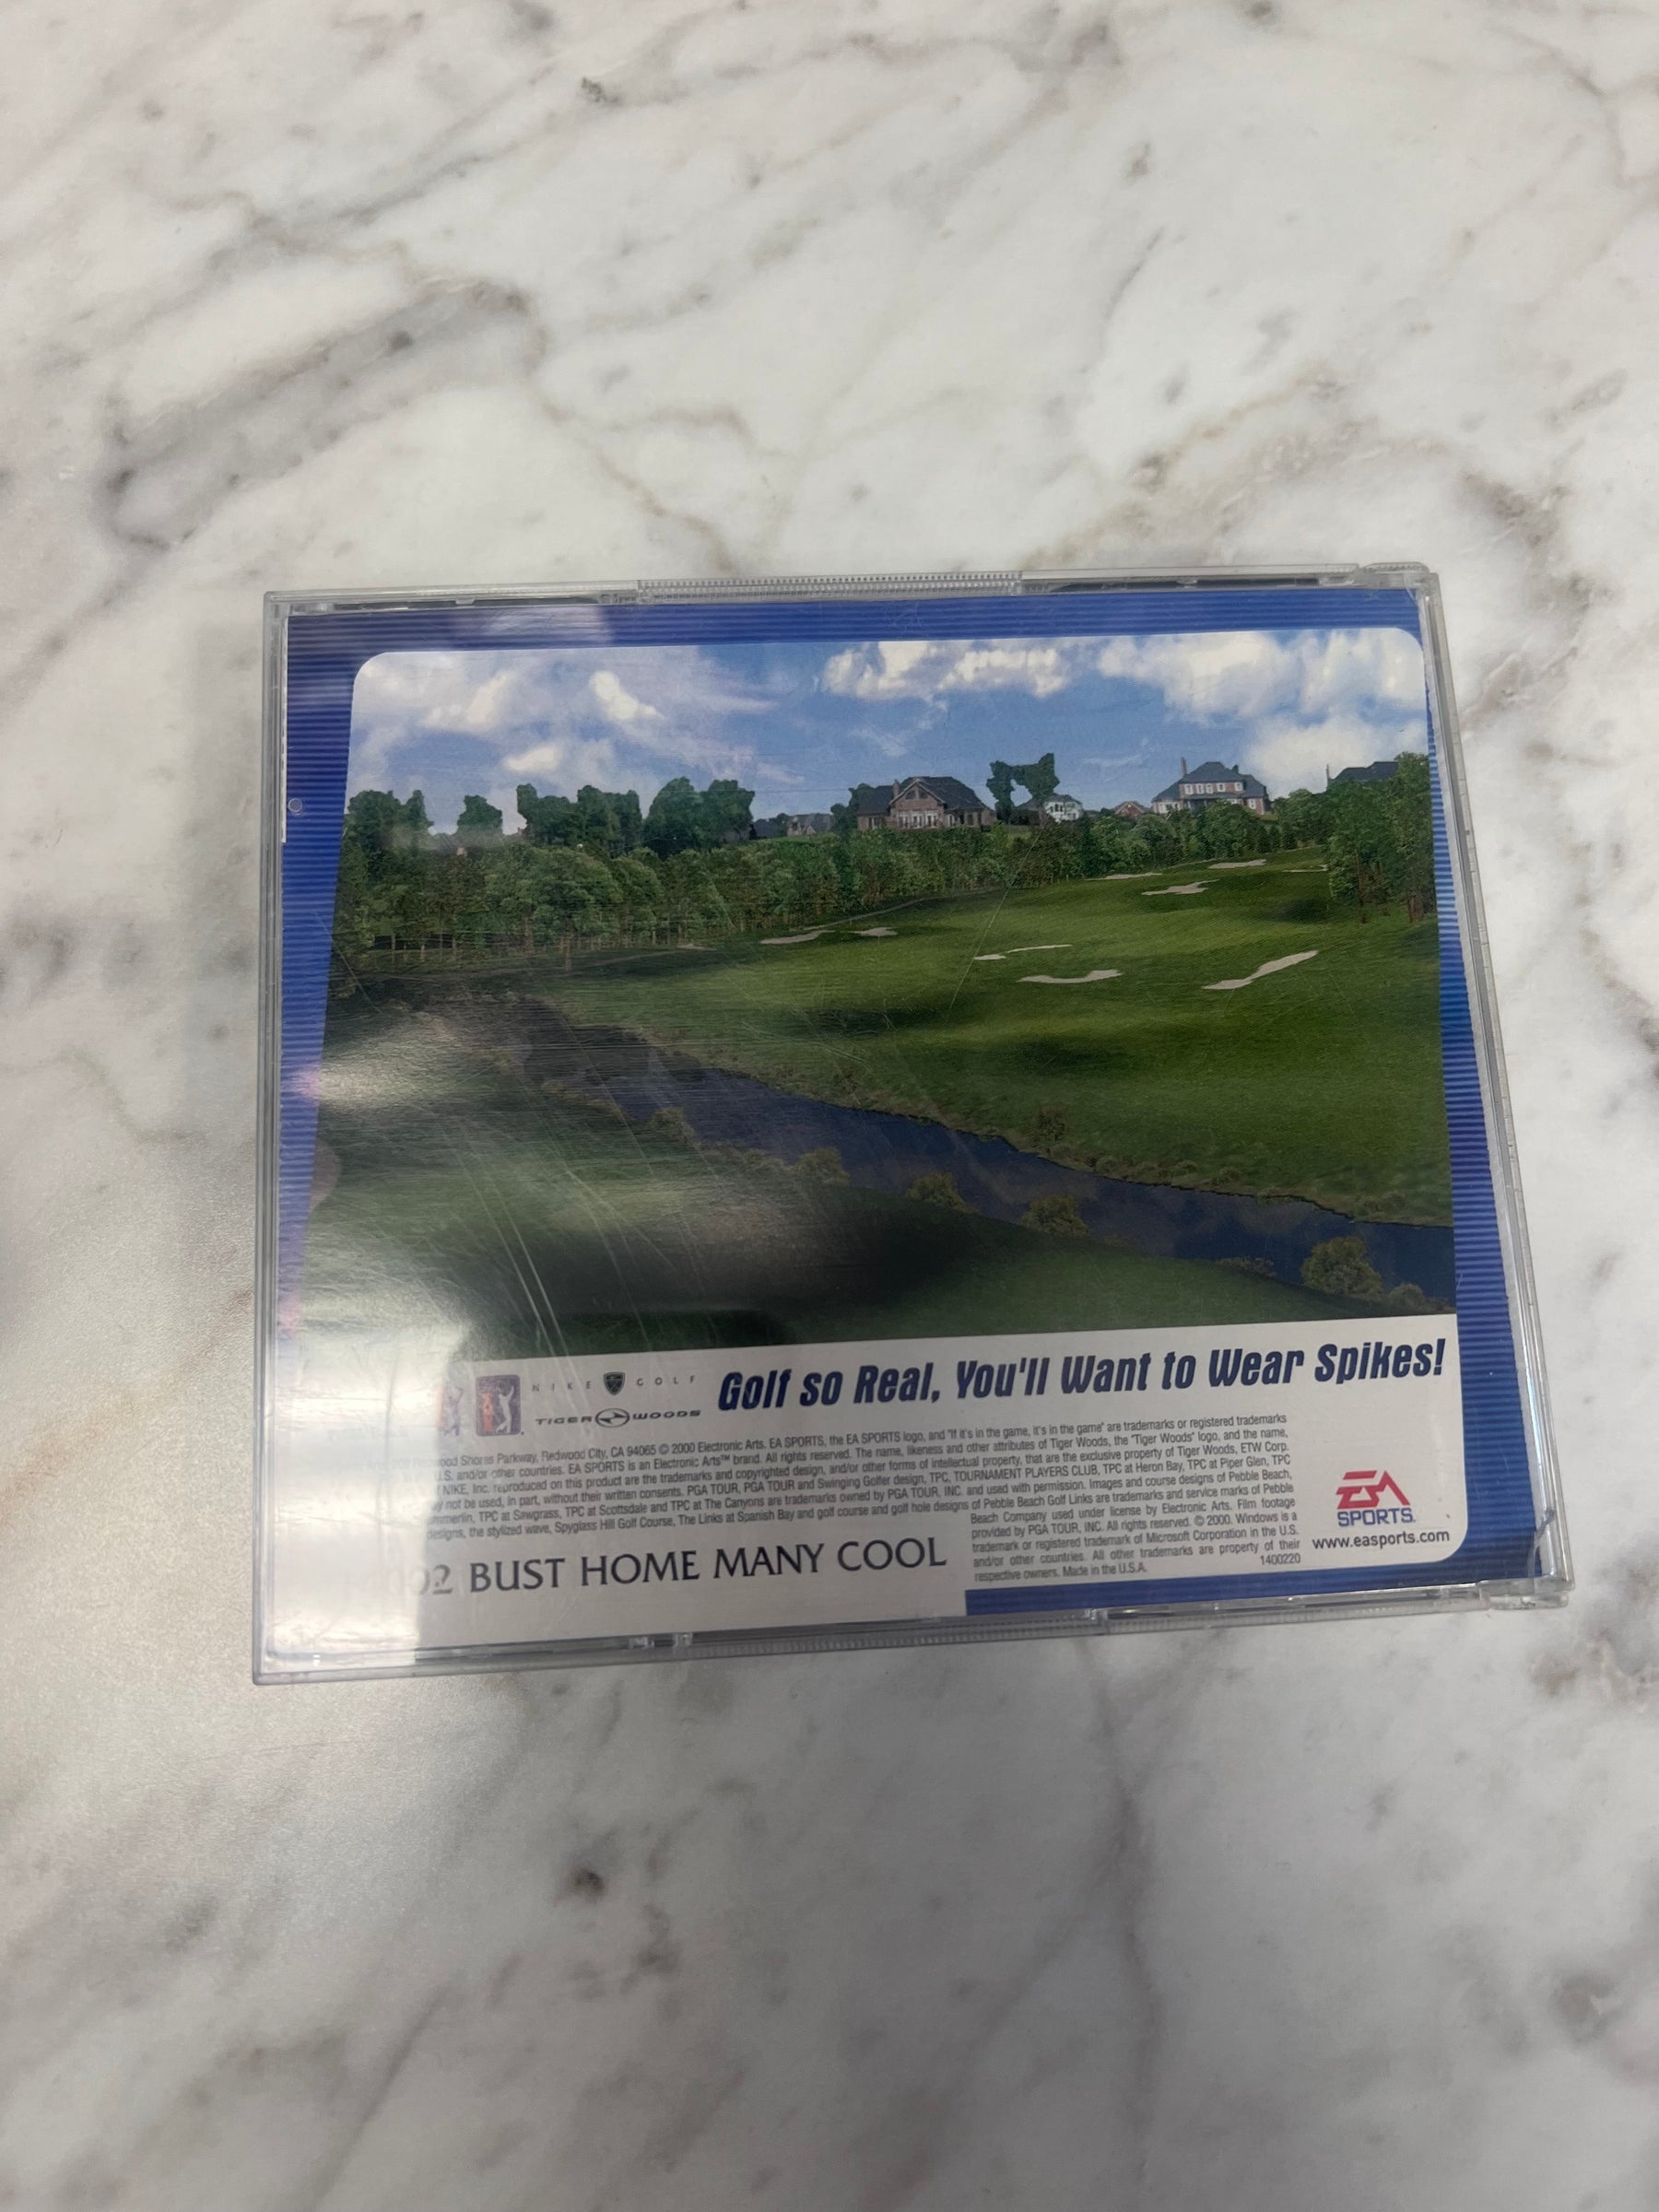 NIKE GOLF
TIGER WOODS
Golf so Real, You'll Want to Wear Spikes!
Shores Parkway, Redwood City, CA 94065 © 2000 Electronic Arts. EA SPORTS, the EA SPORTS logo, and "If it's in the game, it's in the game" are trademarks or registered trademarks
U.S. and/or other countries. EA SPORTS is an Electronic Arts™ brand. All rights reserved. The name, likeness and other attributes of Tiger Woods, the "Tiger Woods" logo, and the name,
NIKE, Inc. reproduced on this product are the trademarks and copyrighted design, and/or other forms of intellectual property, that are the exclusive property of Tiger Woods, ETW Corp.
not be used, in part, without their written consents. PGA TOUR, PGA TOUR and Swinging Golfer design, TPC, TOURNAMENT PLAYERS CLUB, TPC at Heron Bay, TPC at Piper Glen, TPC
TPC at Sawgrass, TPC at Scottsdale and TPC at The Canyons are trademarks owned by PGA TOUR, INC. and used with permission. Images and course designs of Pebble Beach,
designs, the stylized wave, Spyglass Hill Golf Course, The Links at Spanish Bay and golf course and golf hole designs of Pebble Beach Golf Links are trademarks and service marks of Pebble
Beach Company used under license by Electronic Arts. Film footage
provided by PGA TOUR, INC. All rights reserved. © 2000. Windows is a
trademark or registered trademark of Microsoft Corporation in the U.S.
and/or other countries. All other trademarks are property of their
respective owners. Made in the U.S.A.
1400220
02 BUST HOME MANY COOL
EA
SPORTS
www.easports.com